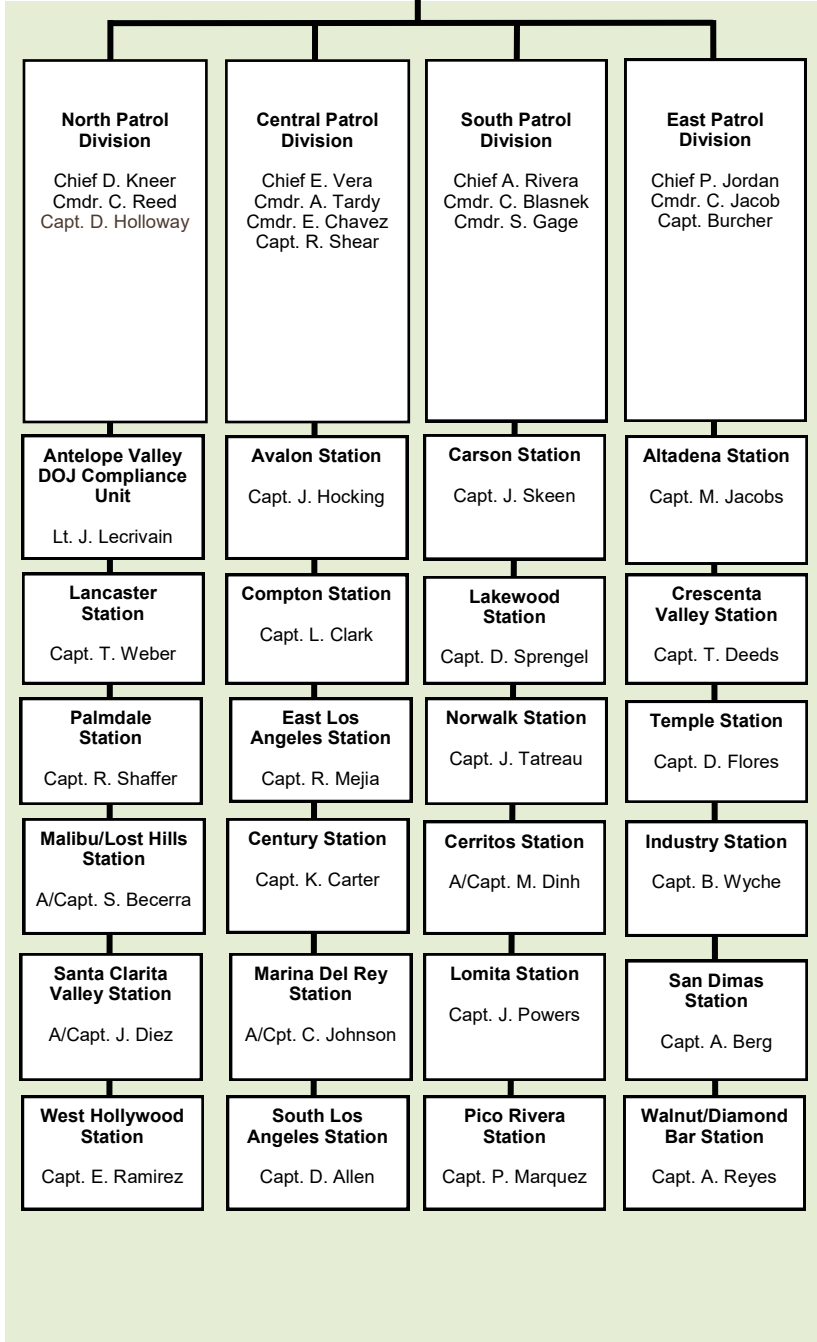 North Patrol
Division
Chief D. Kneer
Cmdr. C. Reed
Capt. D. Holloway
Antelope Valley
DOJ Compliance
Unit
Lt. J. Lecrivain
Lancaster
Station
Capt. T. Weber
Palmdale
Station
Capt. R. Shaffer
Malibu/Lost Hills
Station
A/Capt. S. Becerra
Santa Clarita
Valley Station
A/Capt. J. Diez
West Hollywood
Station
Capt. E. Ramirez
Central Patrol
Division
Chief E. Vera
Cmdr. A. Tardy
Cmdr. E. Chavez
Capt. R. Shear
Avalon Station
Capt. J. Hocking
Compton Station
Capt. L. Clark
East Los
Angeles Station
Capt. R. Mejia
Century Station
Capt. K. Carter
Marina Del Rey
Station
A/Cpt. C. Johnson
South Los
Angeles Station
Capt. D. Allen
South Patrol
Division
Chief A. Rivera
Cmdr. C. Blasnek
Cmdr. S. Gage
Carson Station
Capt. J. Skeen
Lakewood
Station
Capt. D. Sprengel
Norwalk Station
Capt. J. Tatreau
Cerritos Station
A/Capt. M. Dinh
Lomita Station
Capt. J. Powers
Pico Rivera
Station
Capt. P. Marquez
East Patrol
Division
Chief P. Jordan
Cmdr. C. Jacob
Capt. Burcher
Altadena Station
Capt. M. Jacobs
Crescenta
Valley Station
Capt. T. Deeds
Temple Station
Capt. D. Flores
Industry Station
Capt. B. Wyche
San Dimas
Station
Capt. A. Berg
Walnut/Diamond
Bar Station
Capt. A. Reyes